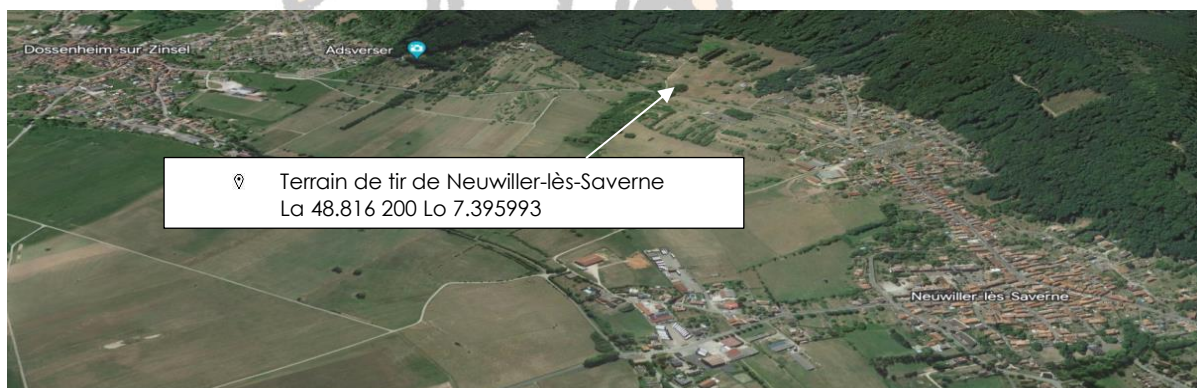 Dossenheim-sur-Zinsel
Adsverser
Terrain de tir de Neuwiller-lès-Saverne
La 48.816 200 Lo 7.395993
Neuwiller-lès-Saverne